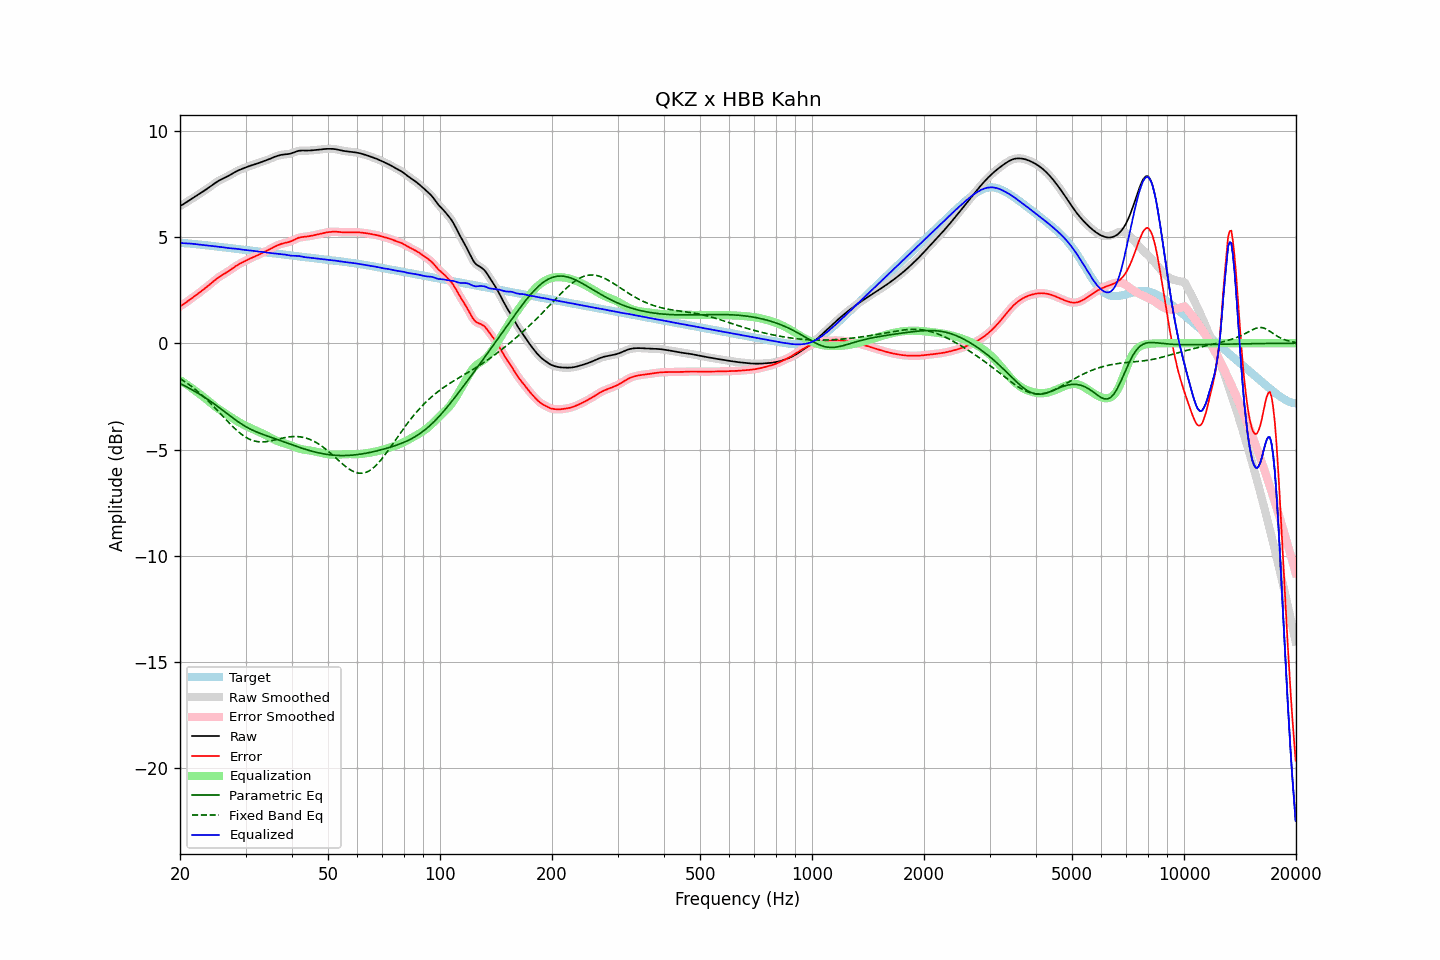 QKZ x HBB Kahn
10
5
0
−5
−10
−15
−20
Amplitude (dBr)
Target
Raw Smoothed
Error Smoothed
Raw
Error
Equalization
Parametric Eq
Fixed Band Eq
Equalized
20 50 100 200 500 1000 2000 5000 10000 20000
Frequency (Hz)